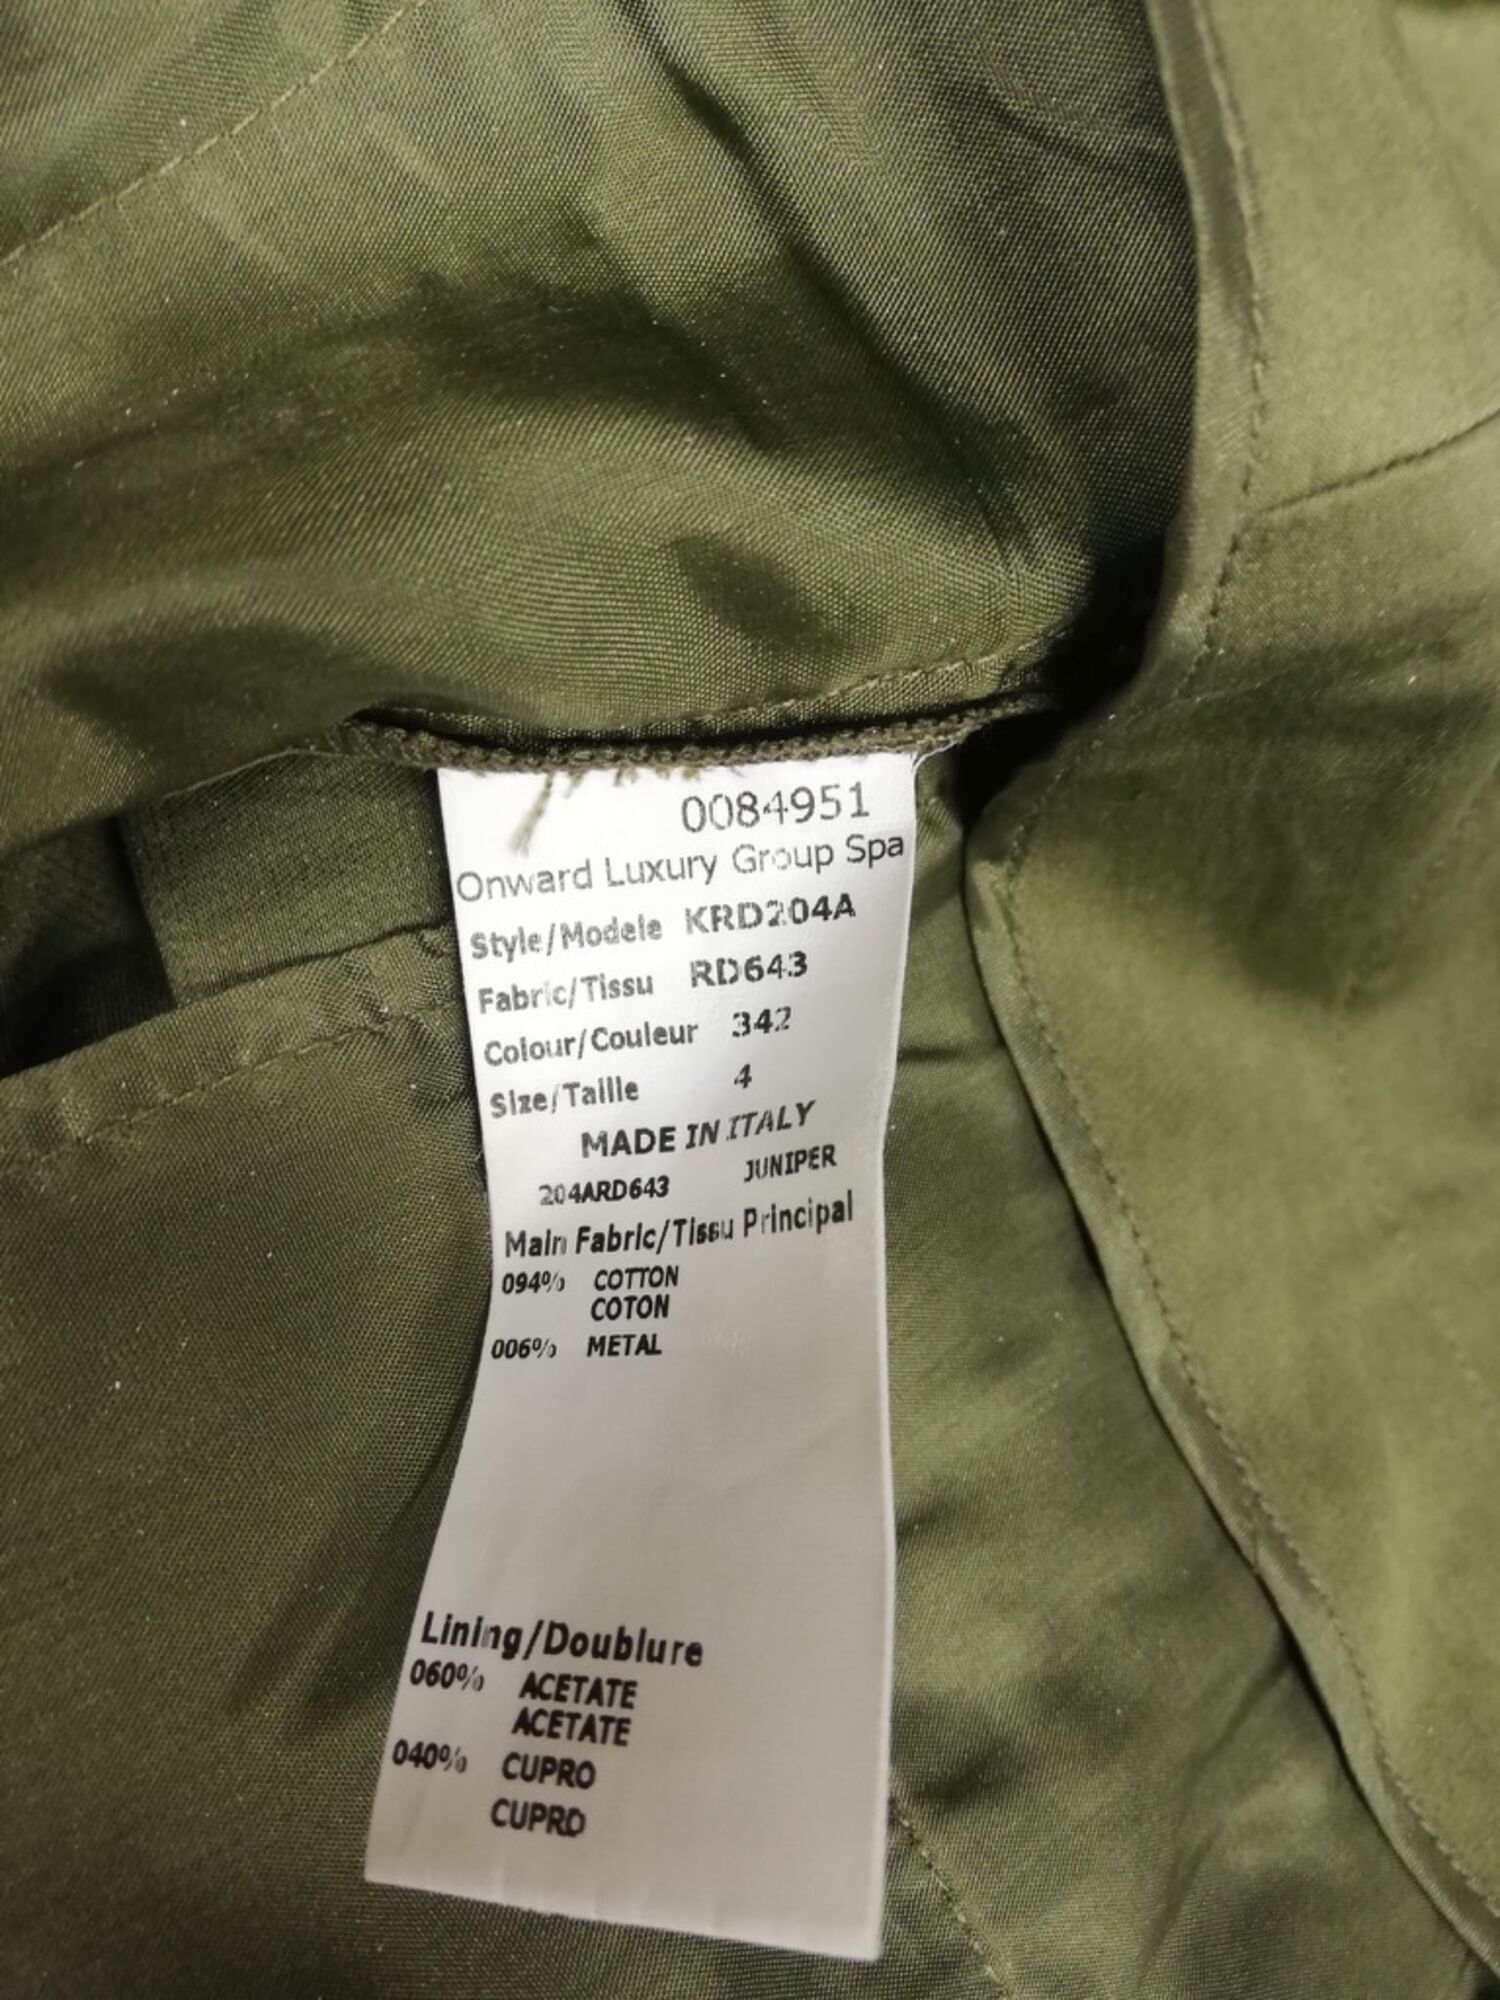 0084951
Onward Luxury Group Spa
Style/Modele KRD204A
Fabric/Tissu RD643
Colour/Couleur 342
Size/Taille 4
MADE IN ITALY
204ARD643 JUNIPER
Main Fabric/Tissu Principal
094% COTTON
COTON
006% METAL
Lining/Doublure
060% ACETATE
ACETATE
040% CUPRO
CUPRO